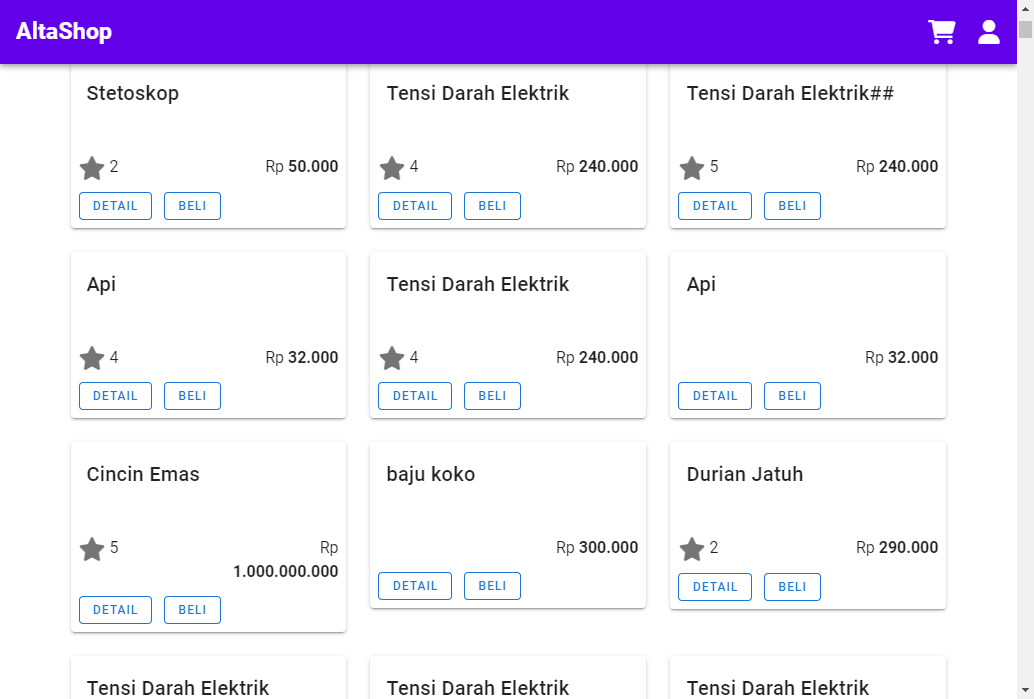 AltaShop
Stetoskop
2
Rp 50.000
DETAIL
BELI
Tensi Darah Elektrik
4
Rp 240.000
DETAIL
BELI
Tensi Darah Elektrik##
5
Rp 240.000
DETAIL
BELI
Api
4
Rp 32.000
DETAIL
BELI
Tensi Darah Elektrik
4
Rp 240.000
DETAIL
BELI
Api
Rp 32.000
DETAIL
BELI
Cincin Emas
5
Rp
1.000.000.000
DETAIL
BELI
baju koko
Rp 300.000
DETAIL
BELI
Durian Jatuh
2
Rp 290.000
DETAIL
BELI
Tensi Darah Elektrik
Tensi Darah Elektrik
Tensi Darah Elektrik